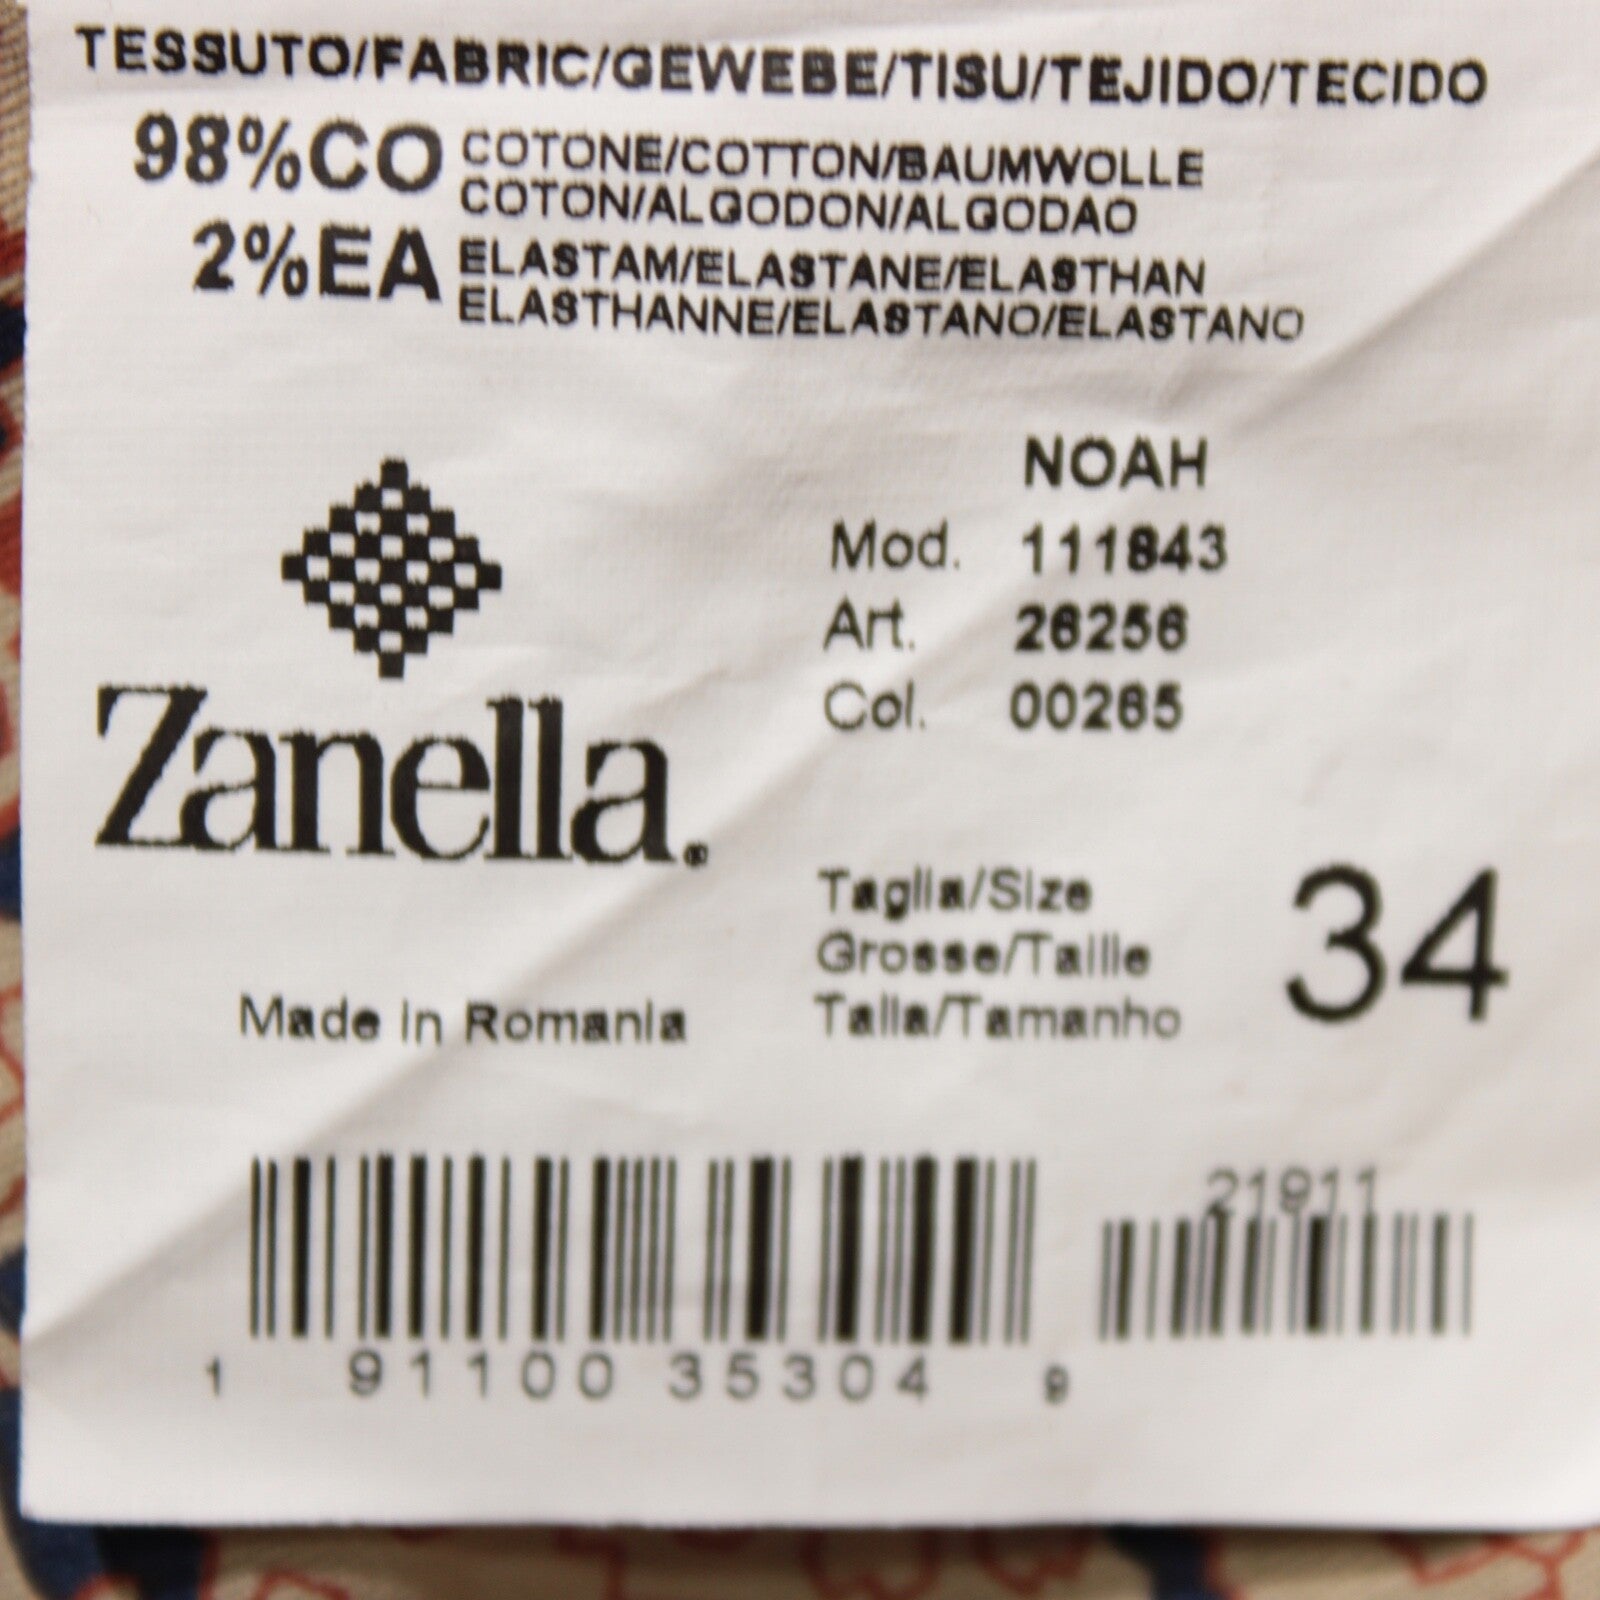 TESSUTO/FABRIC/GEWEBE/TISU/TEJIDO/TECIDO
98%CO COTONE/COTTON/BAUMWOLLE
COTON/ALGODON/ALGODAO
2%EA ELASTAM/ELASTANE/ELASTHAN
ELASTHANNE/ELASTANO/ELASTANO
NOAH
Mod. 111843
Art. 26256
Col. 00265
Zanella®
Taglia/Size
Grosse/Taille
Talla/Tamanho
34
Made in Romania
21911
1 91100 35304 9